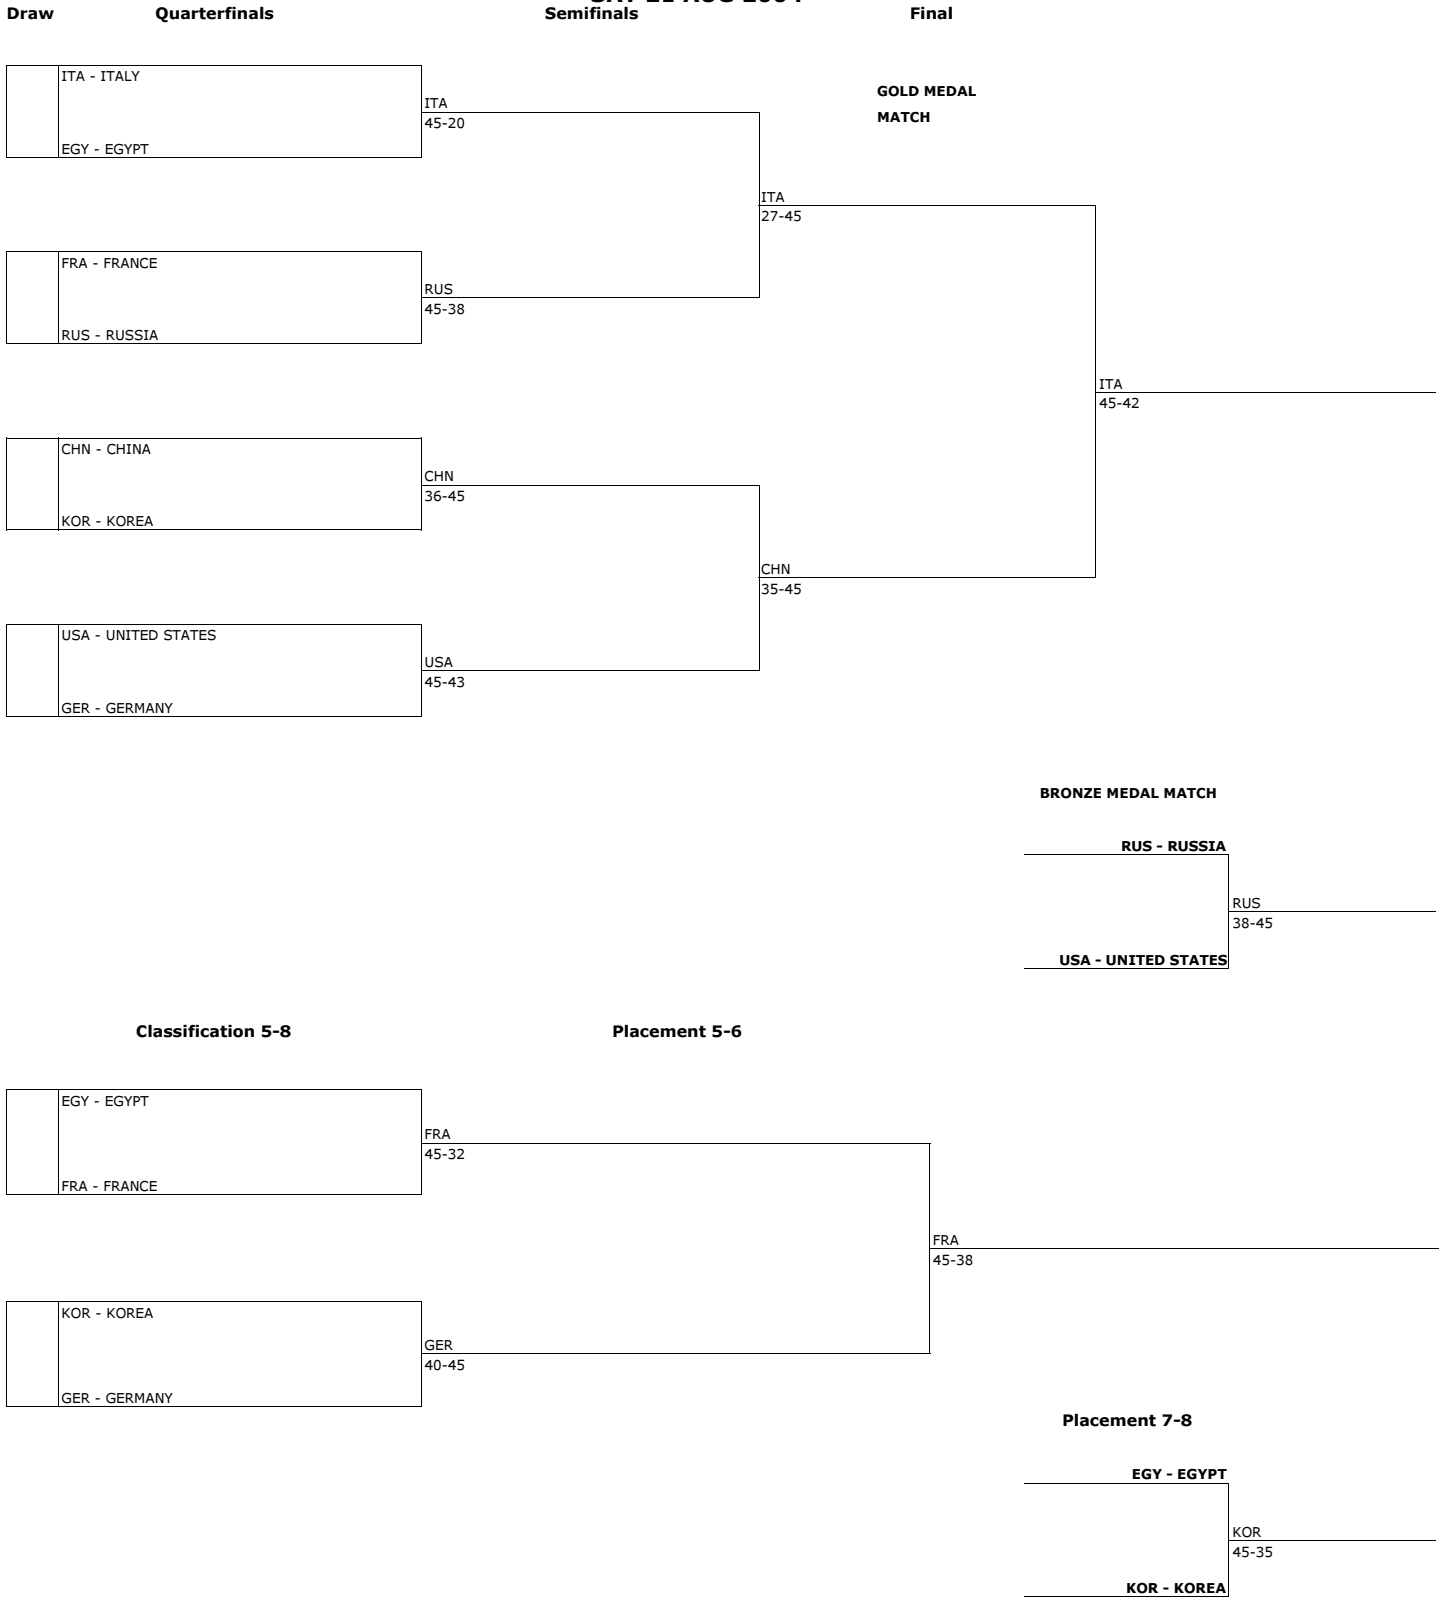 Draw Quarterfinals Semifinals Final
ITA - ITALY
GOLD MEDAL
MATCH
ITA
45-20
EGY - EGYPT
ITA
27-45
FRA - FRANCE
RUS
45-38
RUS - RUSSIA
ITA
45-42
CHN - CHINA
CHN
36-45
KOR - KOREA
CHN
35-45
USA - UNITED STATES
USA
45-43
GER - GERMANY
BRONZE MEDAL MATCH
RUS - RUSSIA
RUS
38-45
USA - UNITED STATES
Classification 5-8 Placement 5-6
EGY - EGYPT
FRA
45-32
FRA - FRANCE
FRA
45-38
KOR - KOREA
GER
40-45
GER - GERMANY
Placement 7-8
EGY - EGYPT
KOR
45-35
KOR - KOREA